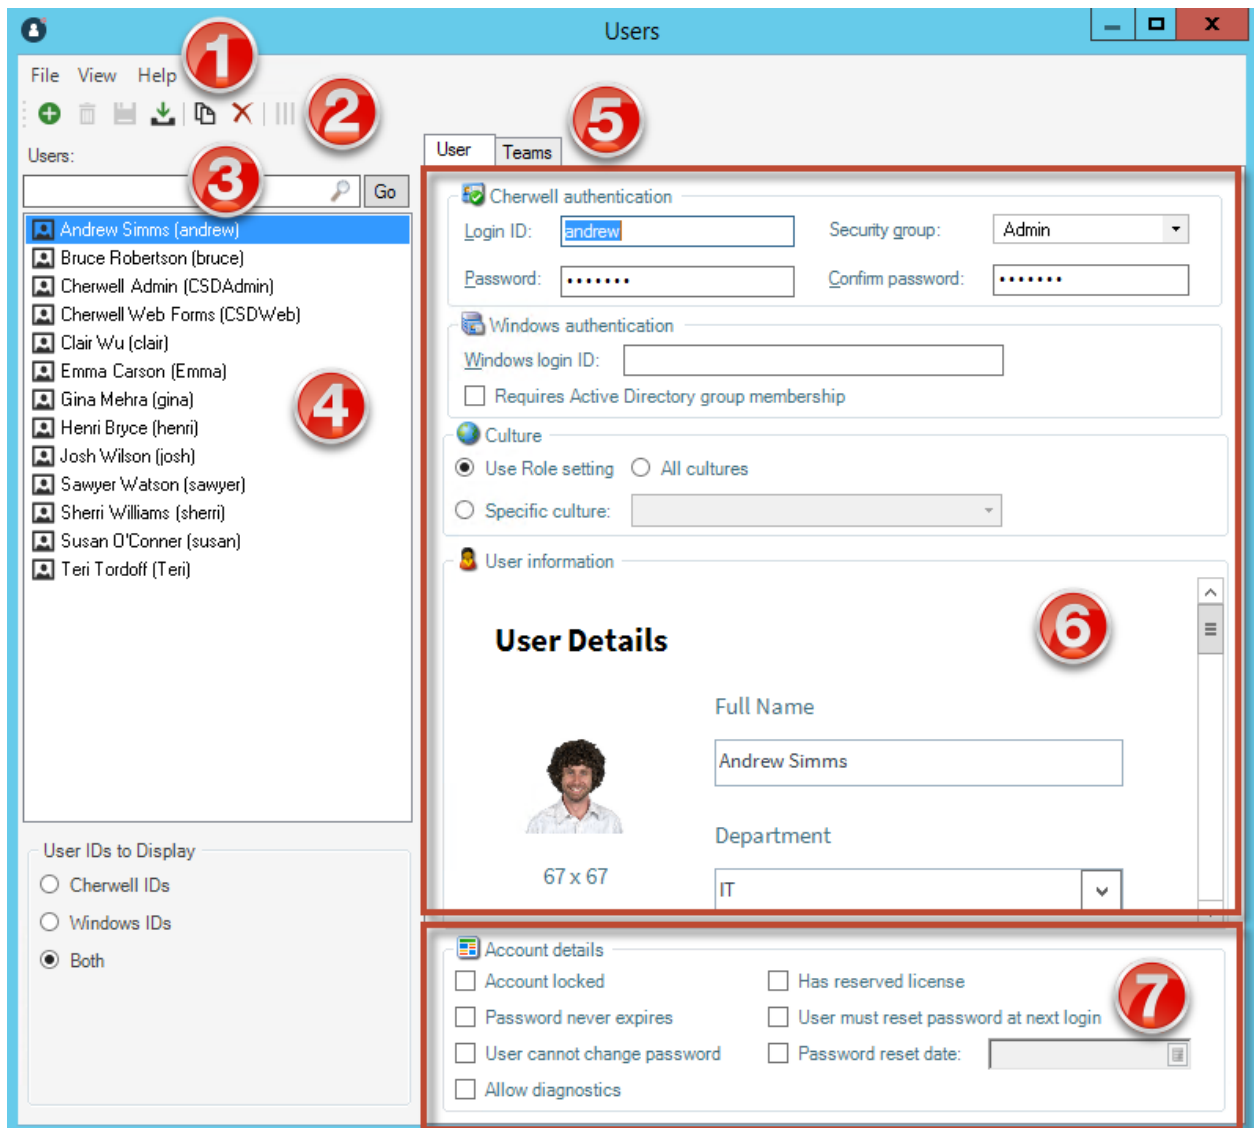 Users
1
File View Help
2
5
Users:
User Teams
3
Go
Cherwell authentication
Login ID: andrew Security group: Admin
Password: ••••••• Confirm password: •••••••
Andrew Simms (andrew)
Bruce Robertson (bruce)
Cherwell Admin (CSDAdmin)
Cherwell Web Forms (CSDWeb)
Clair Wu (clair)
Emma Carson (Emma)
Gina Mehra (gina)
Henri Bryce (henri)
Josh Wilson (josh)
Sawyer Watson (sawyer)
Sherri Williams (sherri)
Susan O'Conner (susan)
Teri Tordoff (Teri)
4
Windows authentication
Windows login ID:
Requires Active Directory group membership
Culture
Use Role setting All cultures
Specific culture:
User information
6
User Details
Full Name
Andrew Simms
Department
67 x 67
IT
User IDs to Display
Cherwell IDs
Windows IDs
Both
Account details
Account locked Has reserved license
7
Password never expires User must reset password at next login
User cannot change password Password reset date:
Allow diagnostics